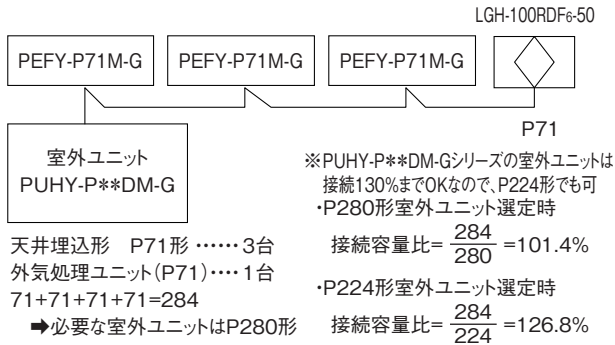 LGH-100RDF6-50
PEFY-P71M-G
PEFY-P71M-G
PEFY-P71M-G
P71
室外ユニット
PUHY-P**DM-G
天井埋込形 P71形 ……3台
外気処理ユニット(P71)‥‥1台
71+71+71+71=284
➡必要な室外ユニットはP280形
※PUHY-P**DM-Gシリーズの室外ユニットは
接続130%までOKなので、P224形でも可
・P280形室外ユニット選定時
接続容量比= 284/280 =101.4%
・P224形室外ユニット選定時
接続容量比= 284/224 =126.8%